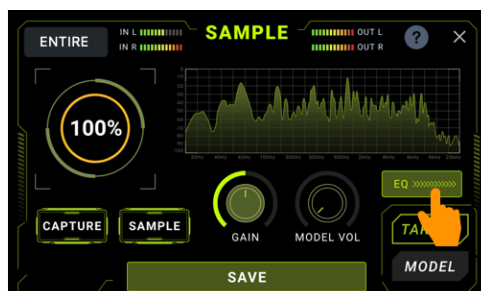 ENTIRE
IN L
IN R
SAMPLE
OUT L
OUT R
?
100%
CAPTURE
SAMPLE
GAIN
MODEL VOL
EQ
MODEL
SAVE